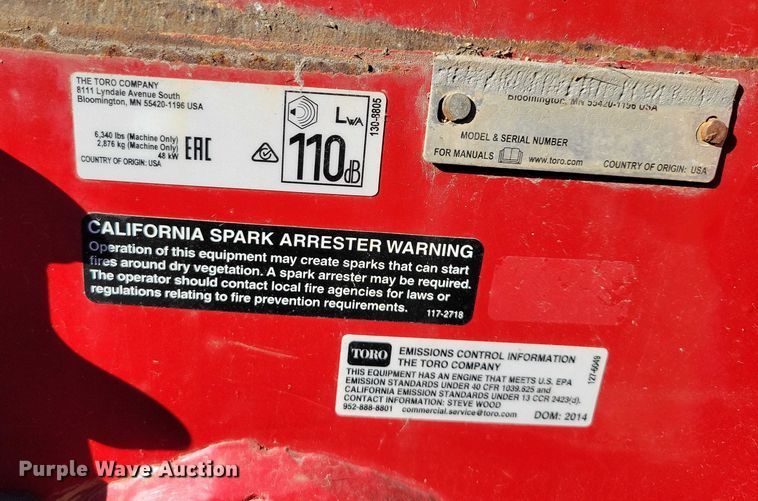 THE TORO COMPANY
8111 Lyndale Avenue South
Bloomington, MN 55420-1196 USA
6,340 lbs (Machine Only)
2,876 kg (Machine Only)
48 kW
COUNTRY OF ORIGIN: USA
EAC
LWA
110dB
130-8805
Bloomington, MN 55420-1196 USA
MODEL & SERIAL NUMBER
FOR MANUALS www.toro.com COUNTRY OF ORIGIN: USA
CALIFORNIA SPARK ARRESTER WARNING
Operation of this equipment may create sparks that can start
fires around dry vegetation. A spark arrester may be required.
The operator should contact local fire agencies for laws or
regulations relating to fire prevention requirements.
117-2718
TORO
EMISSIONS CONTROL INFORMATION
THE TORO COMPANY
THIS EQUIPMENT HAS AN ENGINE THAT MEETS U.S. EPA
EMISSION STANDARDS UNDER 40 CFR 1039.625 and
CALIFORNIA EMISSION STANDARDS UNDER 13 CCR 2423(d).
CONTACT INFORMATION: STEVE WOOD
952-888-8801 commercial.service@toro.com DOM: 2014
127-6049
Purple Wave Auction